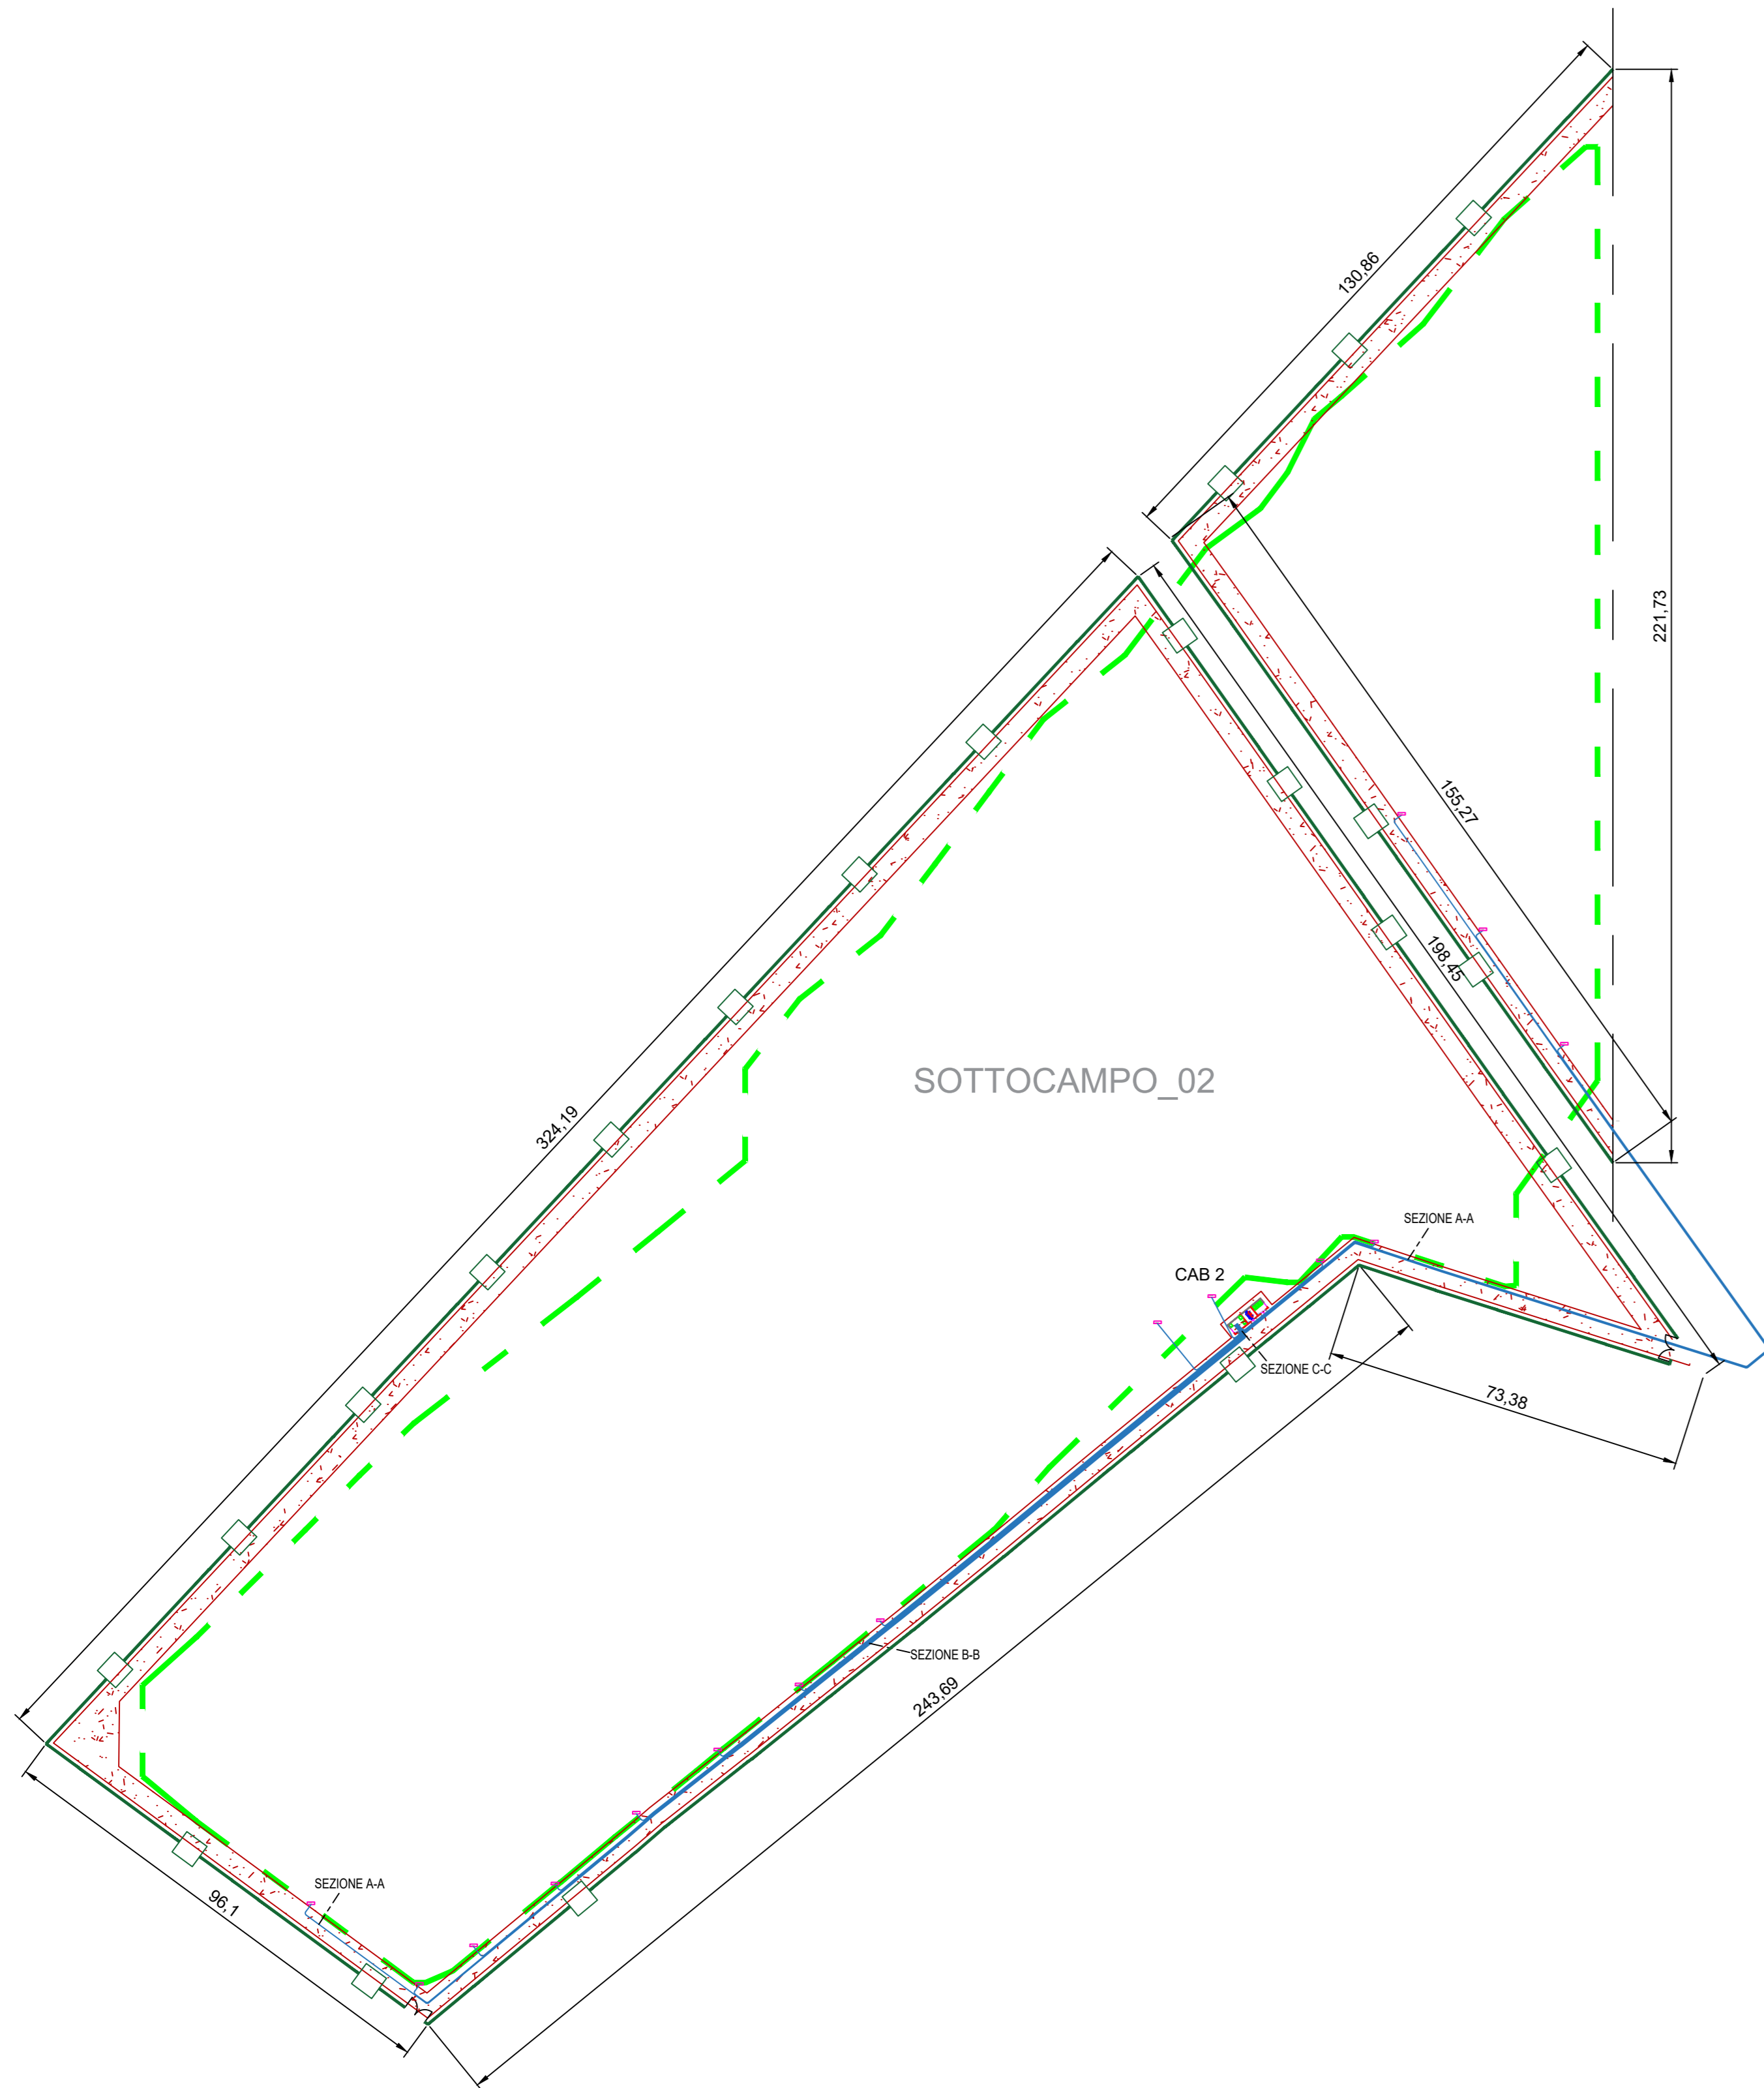 130,86
221,73
155,27
198,45
324,19
SOTTOCAMPO_02
SEZIONE A-A
CAB 2
SEZIONE C-C
73,38
SEZIONE B-B
243,69
SEZIONE A-A
96,1